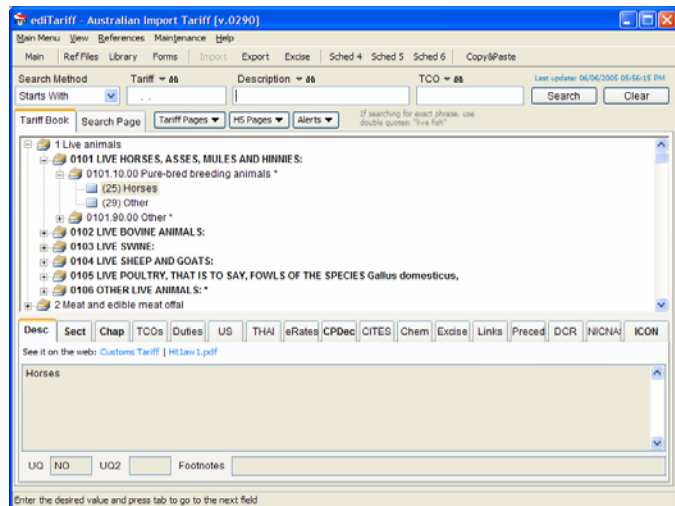 ediTariff - Australian Import Tariff [v.0290]
Main Menu View References Maintenance Help
Main Ref Files Library Forms Import Export Excise Sched 4 Sched 5 Sched 6 Copy&Paste
Search Method Tariff Description TCO Last update: 06/06/2005 05:56:15 PM
Starts With . . Search Clear
Tariff Book Search Page Tariff Pages HS Pages Alerts If searching for exact phrase, use
double quotes: "live fish"
1 Live animals
0101 LIVE HORSES, ASSES, MULES AND HINNIES:
0101.10.00 Pure-bred breeding animals *
(25) Horses
(29) Other
0101.90.00 Other *
0102 LIVE BOVINE ANIMALS:
0103 LIVE SWINE:
0104 LIVE SHEEP AND GOATS:
0105 LIVE POULTRY, THAT IS TO SAY, FOWLS OF THE SPECIES Gallus domesticus,
0106 OTHER LIVE ANIMALS: *
2 Meat and edible meat offal
Desc Sect Chap TCOs Duties US THAI eRates CPDec CITES Chem Excise Links Preced DCR NICNA ICON
See it on the web: Customs Tariff | Htlaw1.pdf
Horses
UQ NO UQ2 Footnotes
Enter the desired value and press tab to go to the next field